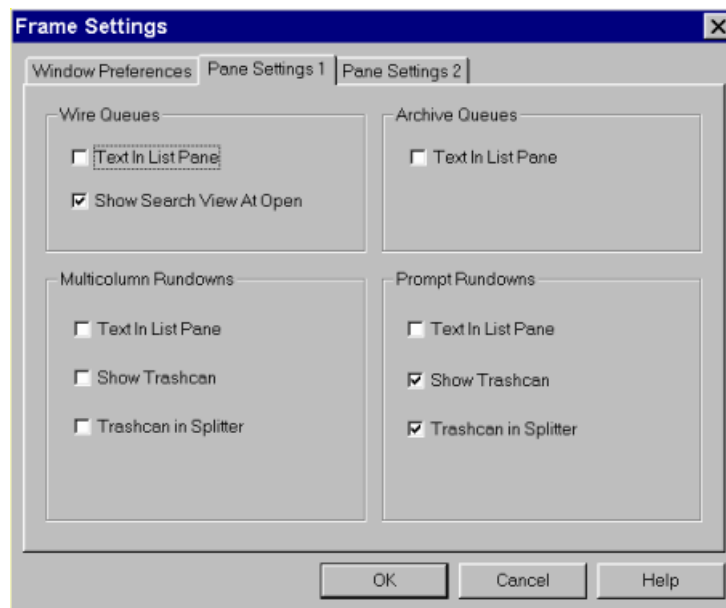 Frame Settings
Window Preferences
Pane Settings 1
Pane Settings 2
Wire Queues
Text In List Pane
Show Search View At Open
Archive Queues
Text In List Pane
Multicolumn Rundowns
Text In List Pane
Show Trashcan
Trashcan in Splitter
Prompt Rundowns
Text In List Pane
Show Trashcan
Trashcan in Splitter
OK
Cancel
Help